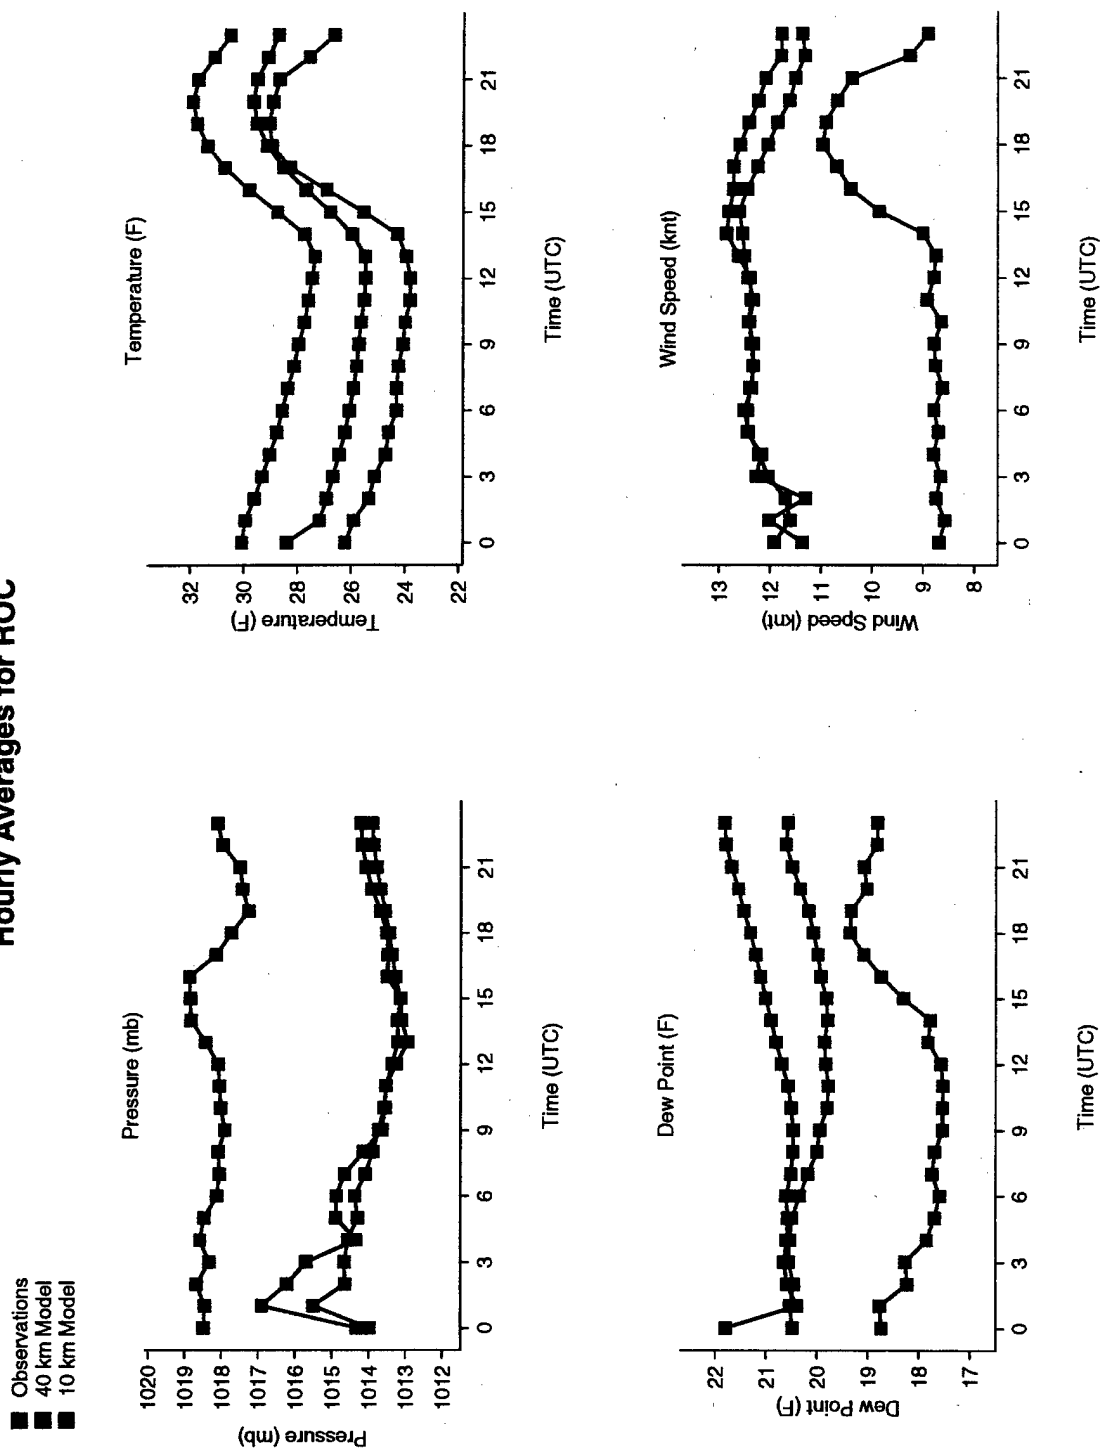 Hourly Averages for ROC
Observations
40 km Model
10 km Model
Pressure (mb)
1020
1019
1018
1017
1016
1015
1014
1013
Pressure (mb)
0 3 6 9 12 15 18 21
Time (UTC)
Temperature (F)
32
30
28
26
24
22
Temperature (F)
0 3 6 9 12 15 18 21
Time (UTC)
Dew Point (F)
22
21
20
19
18
17
Dew Point (F)
0 3 6 9 12 15 18 21
Time (UTC)
Wind Speed (knt)
13
12
11
10
9
8
Wind Speed (knt)
0 3 6 9 12 15 18 21
Time (UTC)